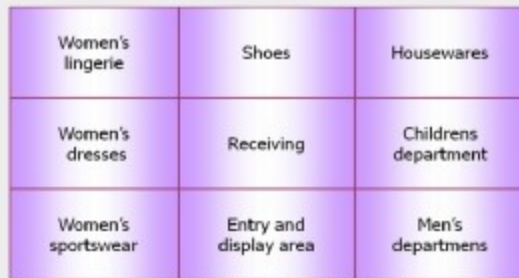 Women's
lingerie
Shoes
Housewares
Women's
dresses
Receiving
Childrens
department
Women's
sportswear
Entry and
display area
Men's
departmens